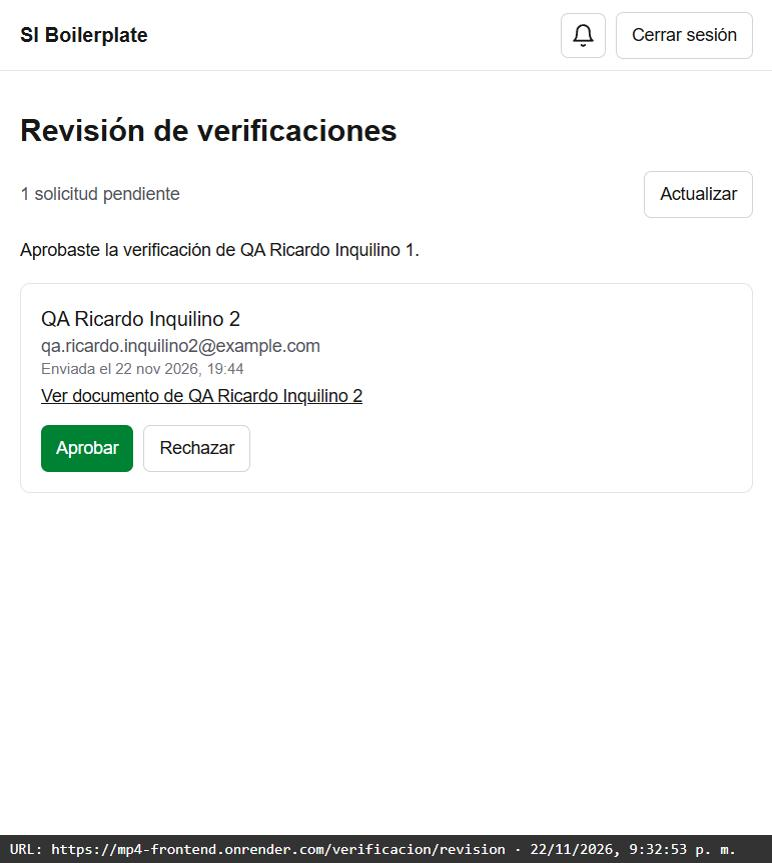 SI Boilerplate
Cerrar sesión
Revisión de verificaciones
1 solicitud pendiente
Actualizar
Aprobaste la verificación de QA Ricardo Inquilino 1.
QA Ricardo Inquilino 2
qa.ricardo.inquilino2@example.com
Enviada el 22 nov 2026, 19:44
Ver documento de QA Ricardo Inquilino 2
Aprobar
Rechazar
URL: https://mp4-frontend.onrender.com/verificacion/revision · 22/11/2026, 9:32:53 p. m.